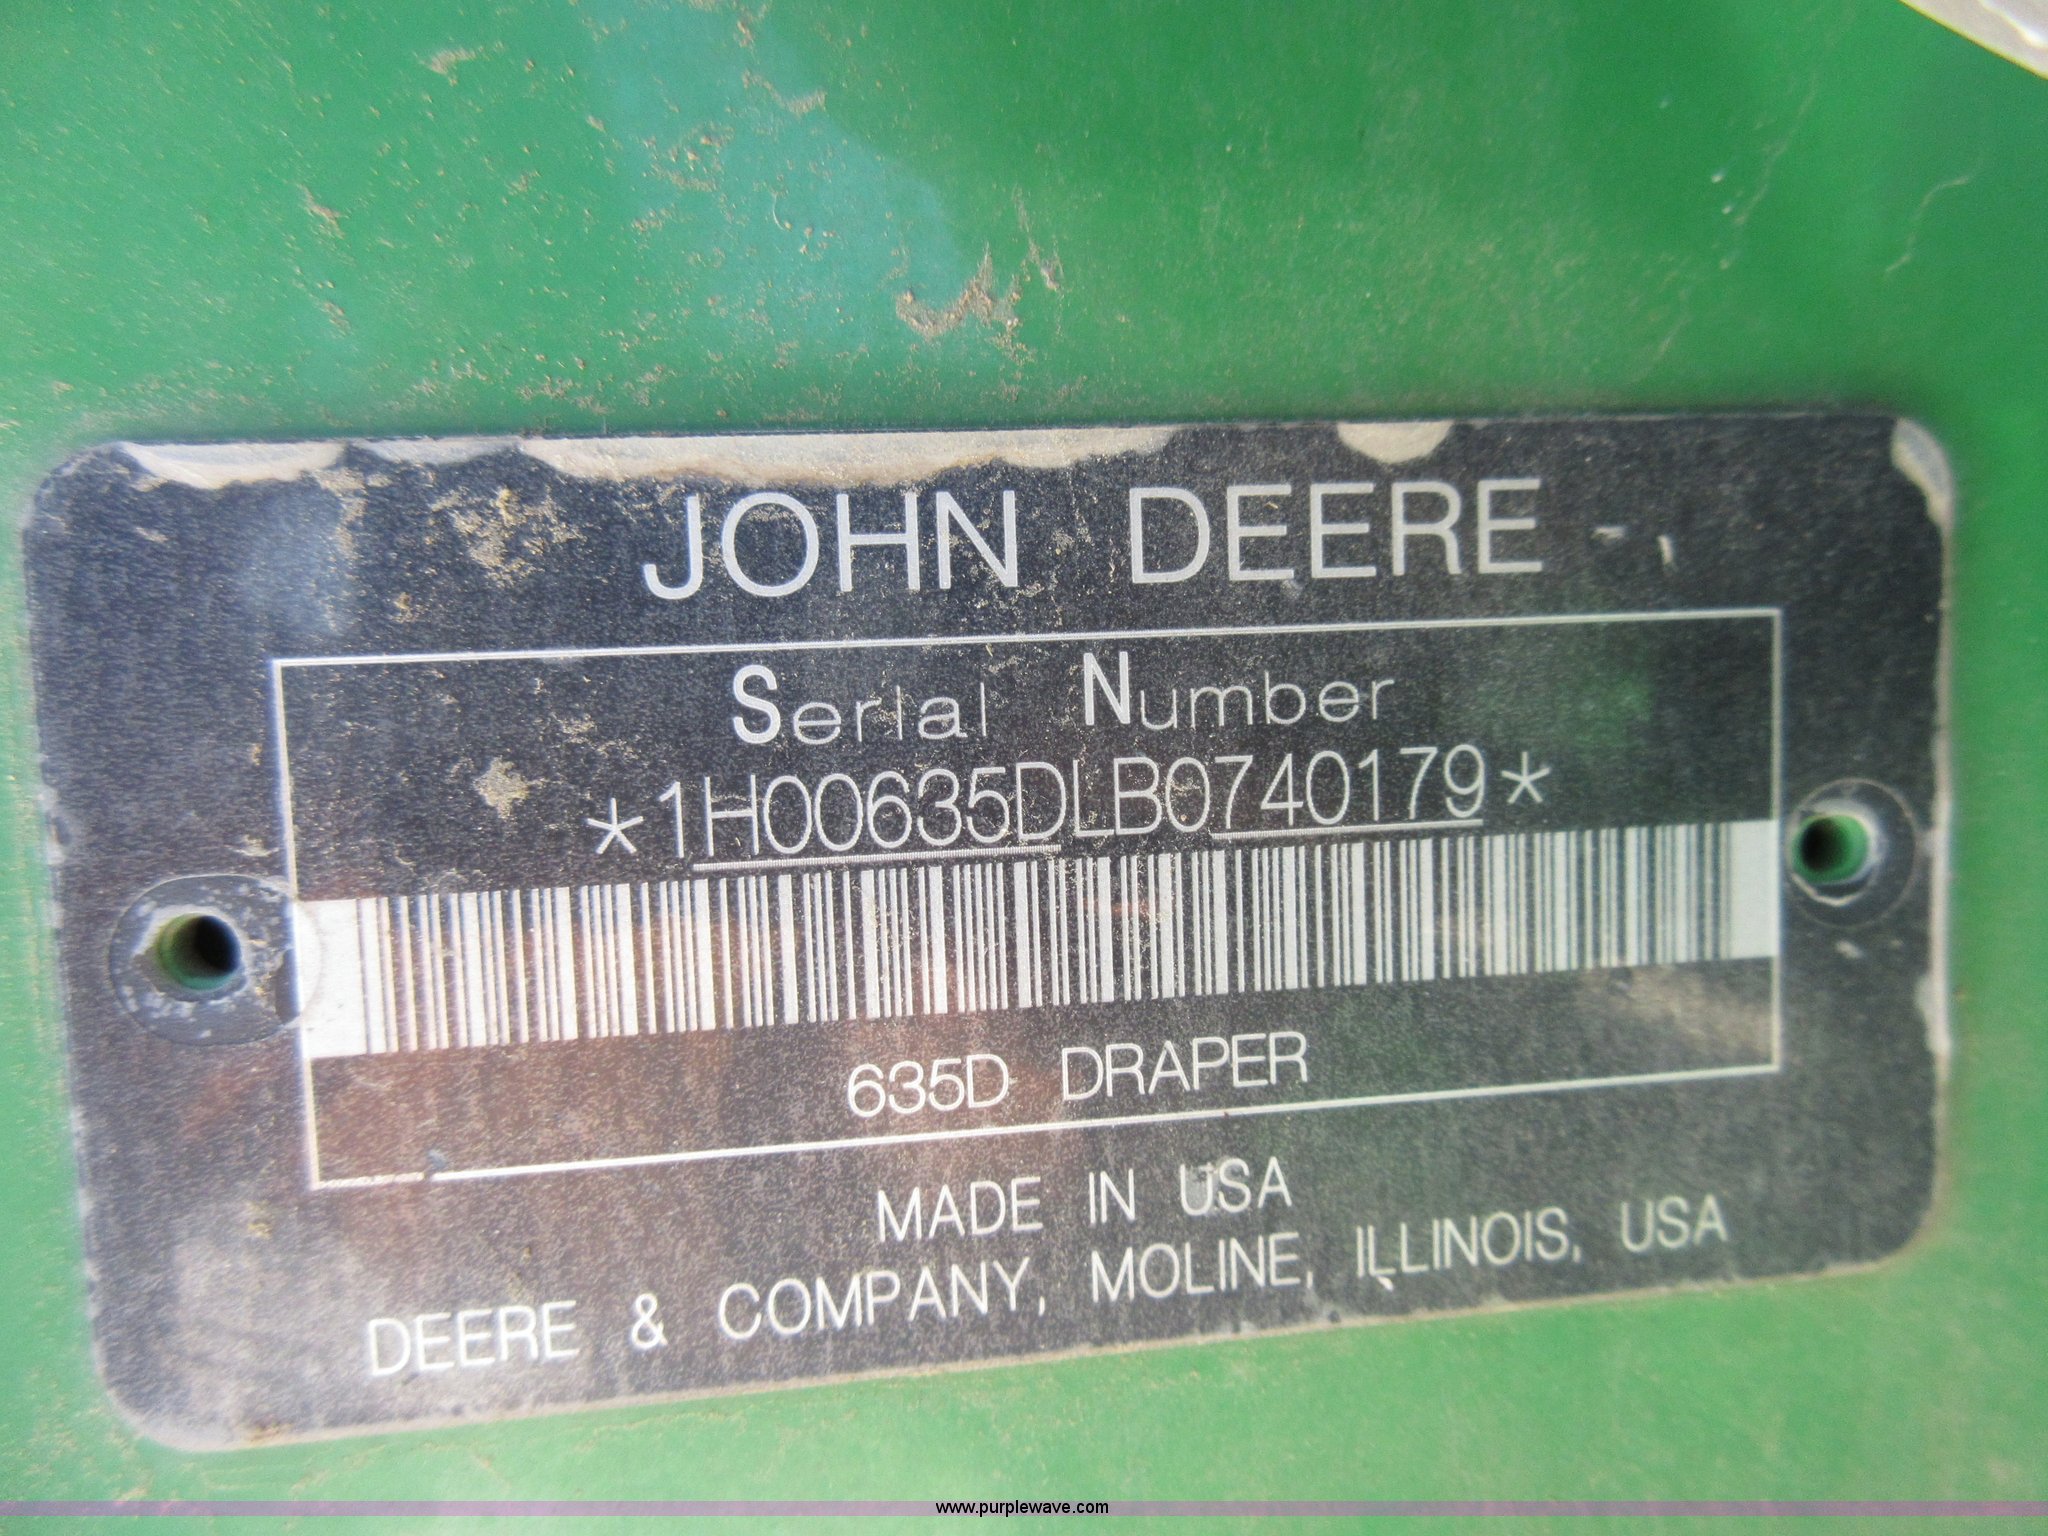 JOHN DEERE
Serial Number
*1H00635DLB0740179*
635D DRAPER
MADE IN USA
DEERE & COMPANY, MOLINE, ILLINOIS, USA
www.purplewave.com